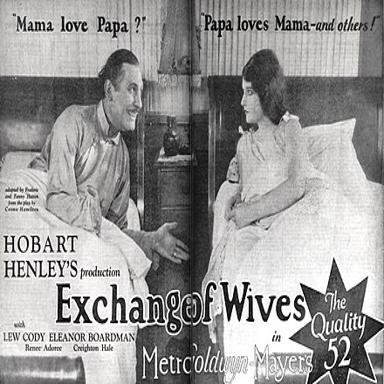 "Mama love Papa?"
"Papa loves Mama-and others!"
adapted by Frederic
and Fanny Hatton
from the play by
Cosmo Hamilton
HOBART
HENLEY'S production
Exchange of Wives
with
LEW CODY ELEANOR BOARDMAN
Renee Adoree Creighton Hale
in
Metro Goldwyn Mayer's
The
Quality
52